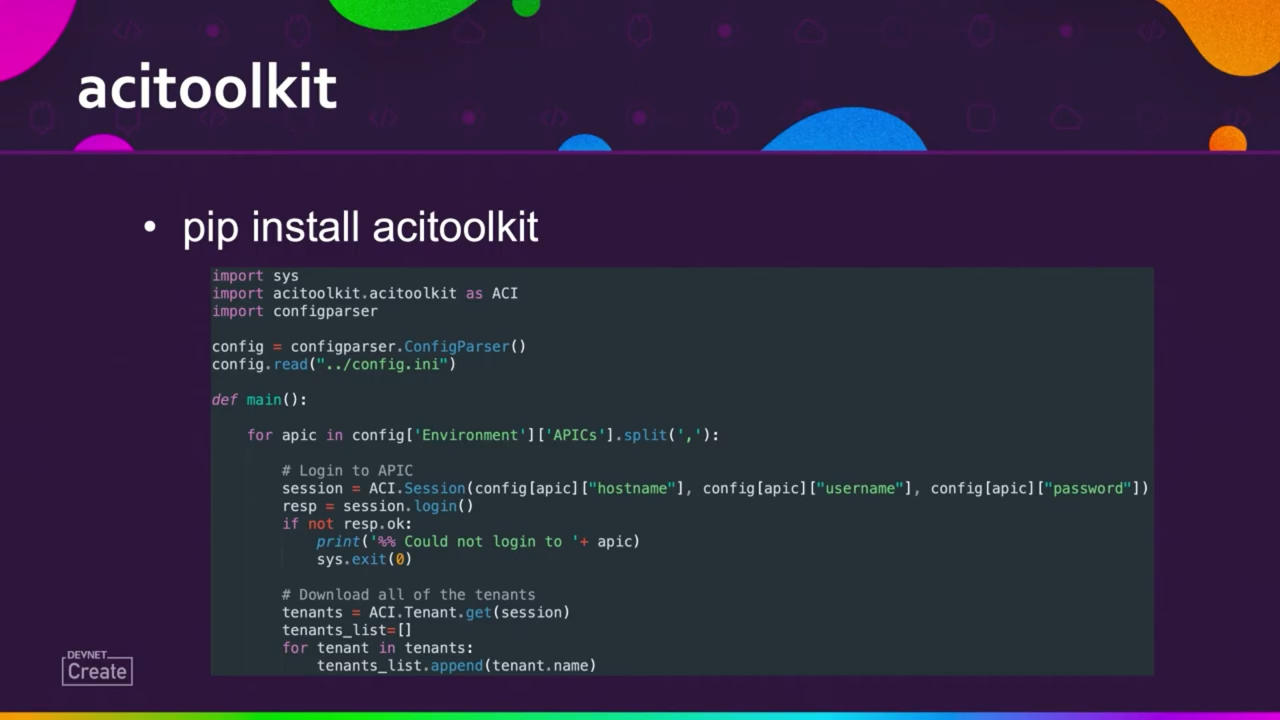 acitoolkit
• pip install acitoolkit
import sys
import acitoolkit.acitoolkit as ACI
import configparser
config = configparser.ConfigParser()
config.read("../config.ini")
def main():
for apic in config['Environment']['APICs'].split(','):
# Login to APIC
session = ACI.Session(config[apic]["hostname"], config[apic]["username"], config[apic]["password"])
resp = session.login()
if not resp.ok:
print('%% Could not login to '+ apic)
sys.exit(0)
# Download all of the tenants
tenants = ACI.Tenant.get(session)
tenants_list=[]
for tenant in tenants:
tenants_list.append(tenant.name)
DEVNET
Create